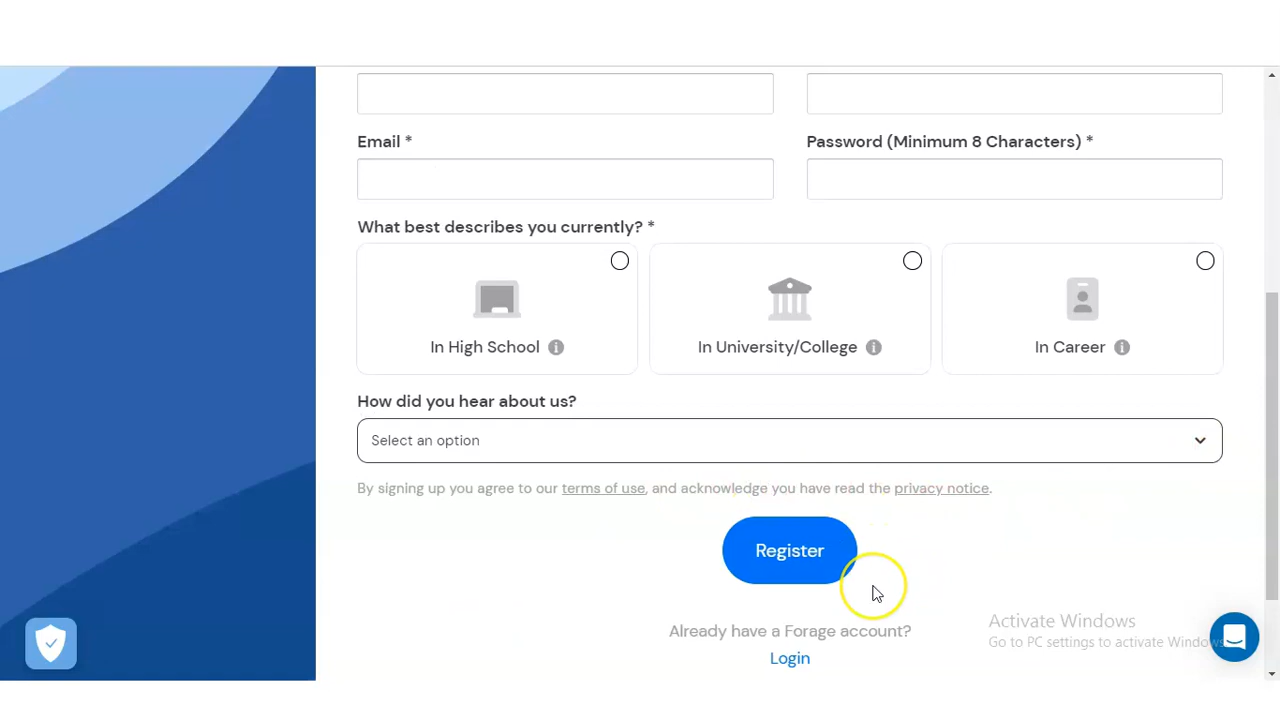 Email *
Password (Minimum 8 Characters) *
What best describes you currently? *
In High School
In University/College
In Career
How did you hear about us?
Select an option
By signing up you agree to our terms of use, and acknowledge you have read the privacy notice.
Register
Activate Windows
Go to PC settings to activate Windows
Already have a Forage account?
Login